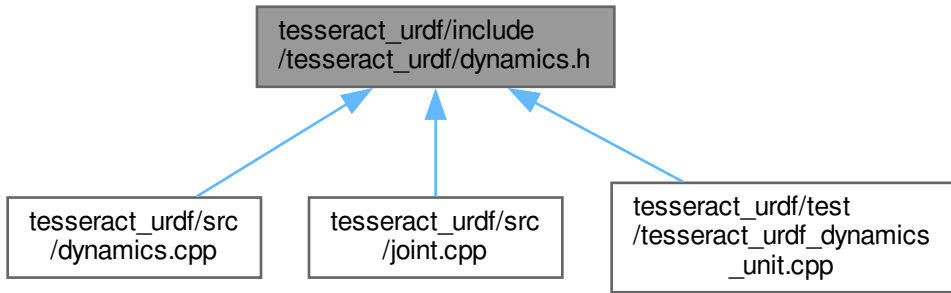 tesseract_urdf/include
/tesseract_urdf/dynamics.h
tesseract_urdf/src
/dynamics.cpp
tesseract_urdf/src
/joint.cpp
tesseract_urdf/test
/tesseract_urdf_dynamics
_unit.cpp